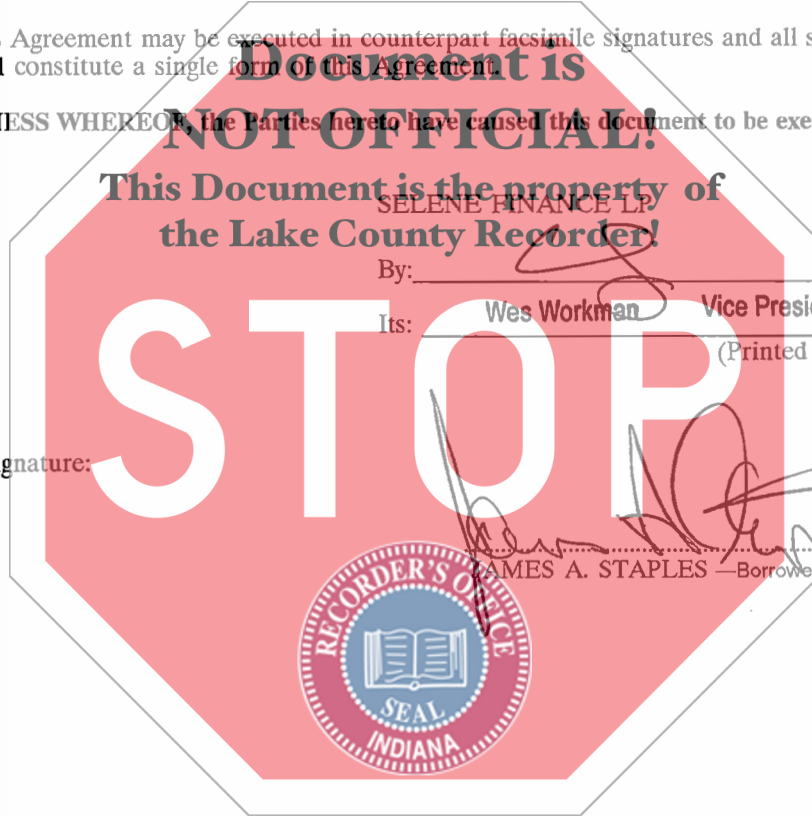 Agreement may be executed in counterpart facsimile signatures and all s
constitute a single form of this Agreement.
Document is
NESS WHEREOF, the Parties hereto have caused this document to be exe
NOT OFFICIAL!
This Document is the property of
SELENE FINANCE LP
the Lake County Recorder!
By:
Wes Workman Vice Presi
Its:
(Printed
STOP
gnature:
JAMES A. STAPLES —Borrowe
RECORDER'S OFFICE
SEAL
INDIANA